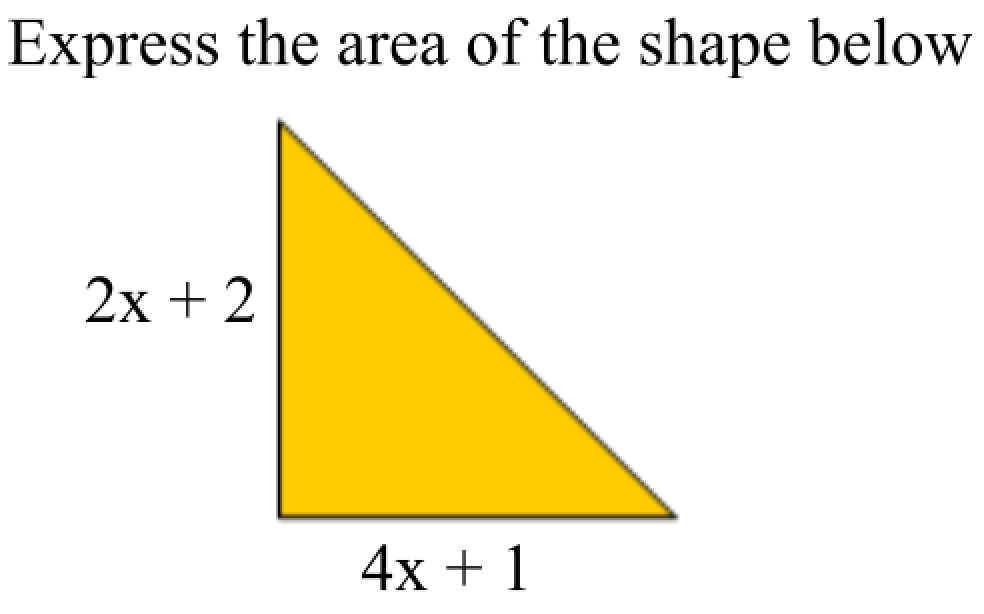 Express the area of the shape below
2x + 2
4x + 1